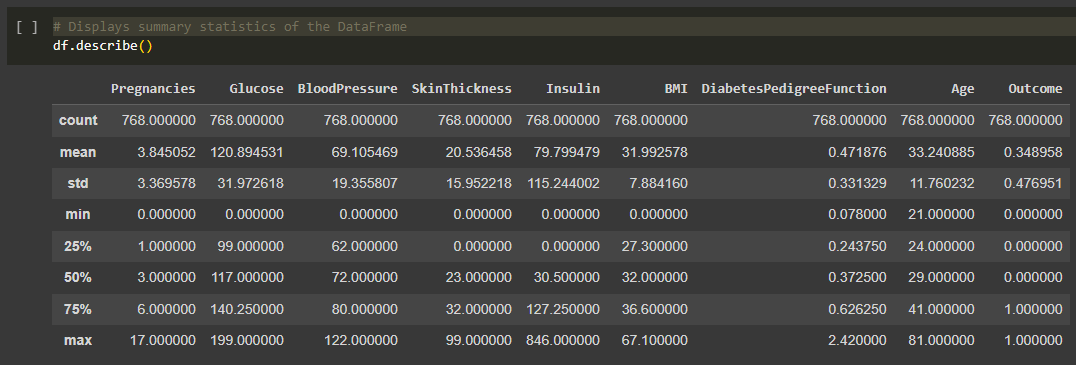 [ ] # Displays summary statistics of the DataFrame
df.describe()
Pregnancies Glucose BloodPressure SkinThickness Insulin BMI DiabetesPedigreeFunction Age Outcome
count 768.000000 768.000000 768.000000 768.000000 768.000000 768.000000 768.000000 768.000000 768.000000
mean 3.845052 120.894531 69.105469 20.536458 79.799479 31.992578 0.471876 33.240885 0.348958
std 3.369578 31.972618 19.355807 15.952218 115.244002 7.884160 0.331329 11.760232 0.476951
min 0.000000 0.000000 0.000000 0.000000 0.000000 0.000000 0.078000 21.000000 0.000000
25% 1.000000 99.000000 62.000000 0.000000 0.000000 27.300000 0.243750 24.000000 0.000000
50% 3.000000 117.000000 72.000000 23.000000 30.500000 32.000000 0.372500 29.000000 0.000000
75% 6.000000 140.250000 80.000000 32.000000 127.250000 36.600000 0.626250 41.000000 1.000000
max 17.000000 199.000000 122.000000 99.000000 846.000000 67.100000 2.420000 81.000000 1.000000